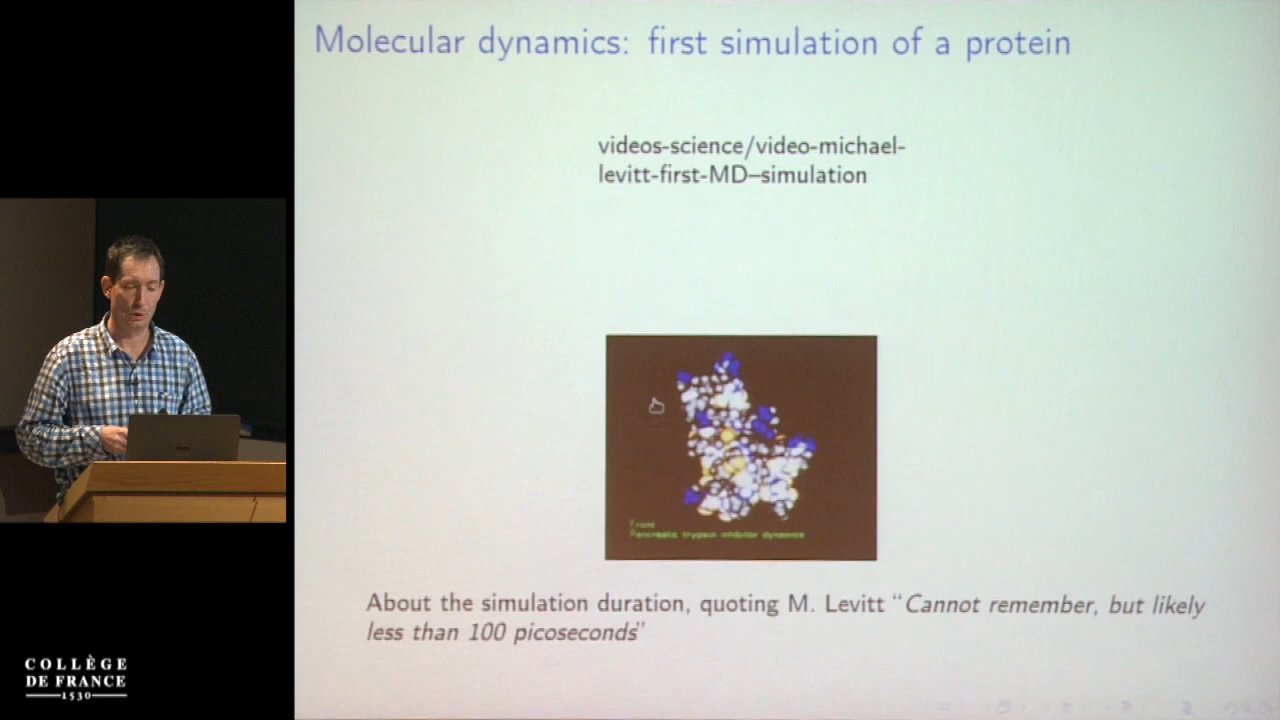 Molecular dynamics: first simulation of a protein
videos-science/video-michael-
levitt-first-MD–simulation
Front
Pancreatic trypsin inhibitor dynamics
About the simulation duration, quoting M. Levitt "Cannot remember, but likely
less than 100 picoseconds"
COLLÈGE
DE FRANCE
1530